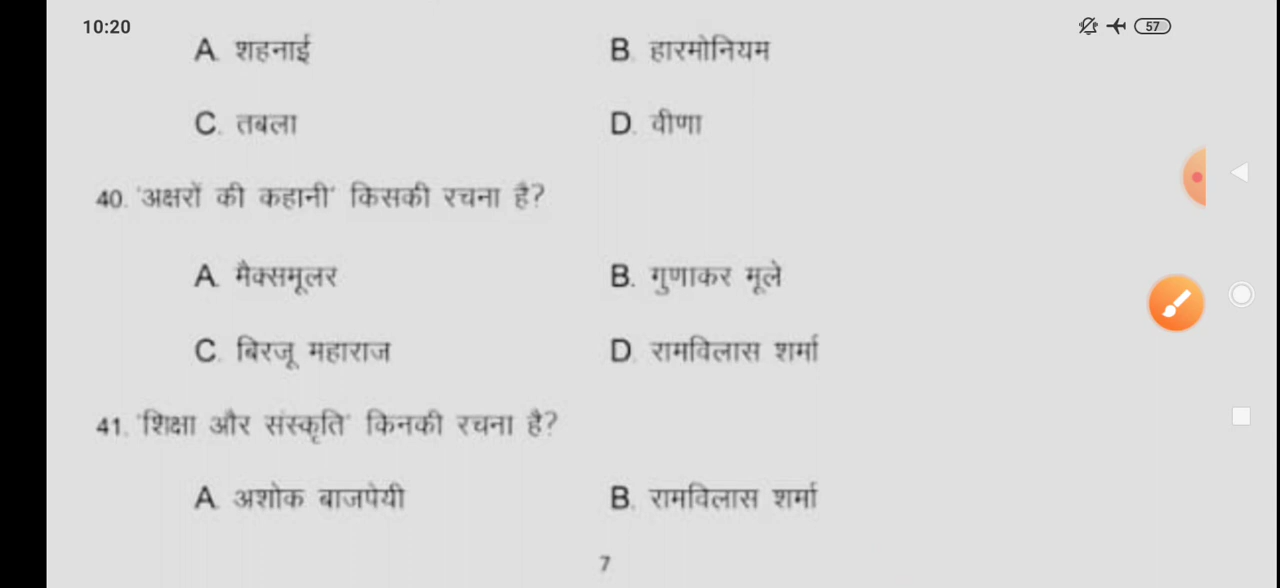 10:20
57
A. शहनाई B. हारमोनियम
C. तबला D. वीणा
40. 'अक्षरों की कहानी' किसकी रचना है?
A. मैक्समूलर B. गुणाकर मूले
C. बिरजू महाराज D. रामविलास शर्मा
41. 'शिक्षा और संस्कृति' किनकी रचना है?
A. अशोक बाजपेयी B. रामविलास शर्मा
7